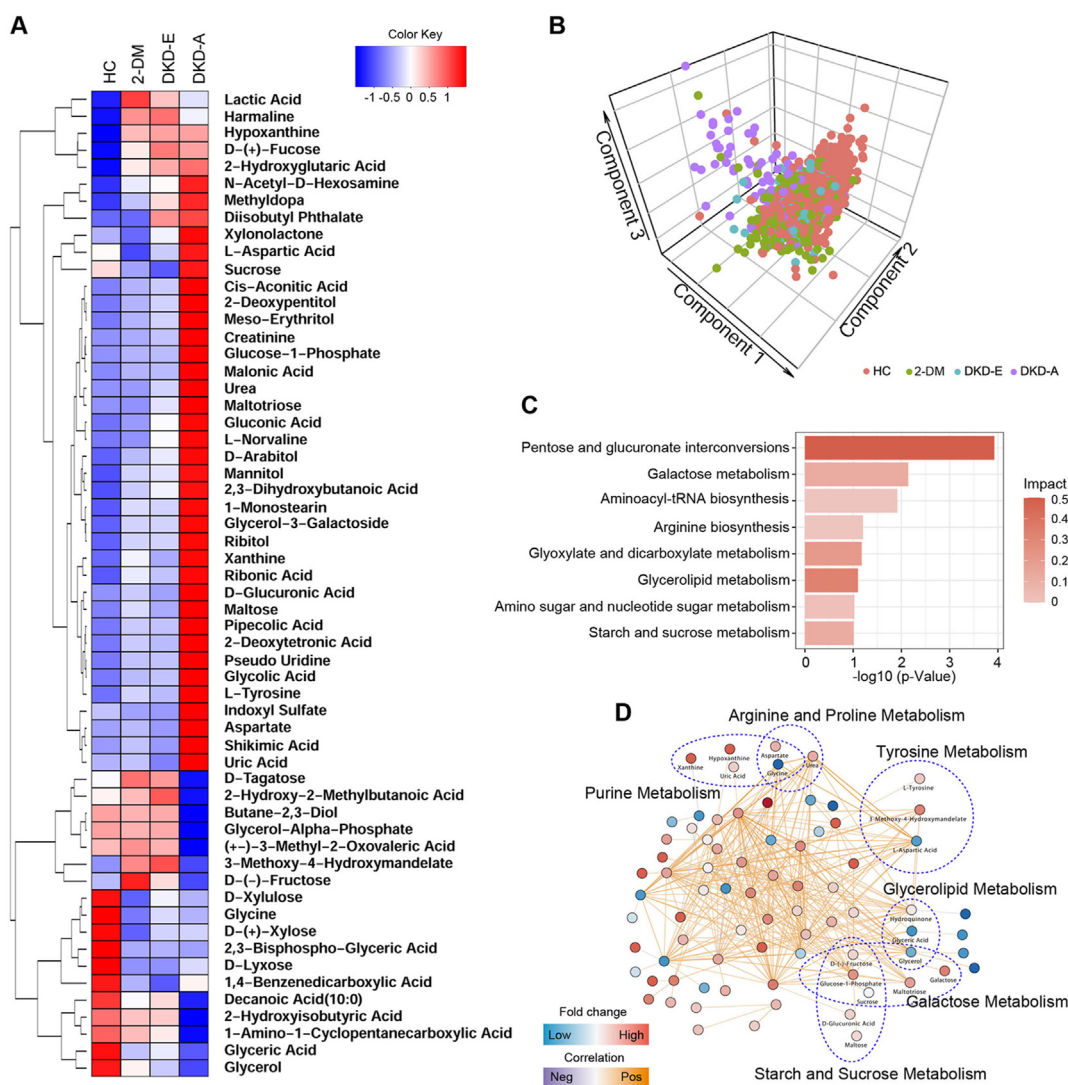 A
HC 2-DM DKD-E DKD-A
Color Key
-1 -0.5 0 0.5 1
Lactic Acid
Harmaline
Hypoxanthine
D-(+)-Fucose
2-Hydroxyglutaric Acid
N-Acetyl-D-Hexosamine
Methyldopa
Diisobutyl Phthalate
Xylonolactone
L-Aspartic Acid
Sucrose
Cis-Aconitic Acid
2-Deoxypentitol
Meso-Erythritol
Creatinine
Glucose-1-Phosphate
Malonic Acid
Urea
Maltotriose
Gluconic Acid
L-Norvaline
D-Arabitol
Mannitol
2,3-Dihydroxybutanoic Acid
1-Monostearin
Glycerol-3-Galactoside
Ribitol
Xanthine
Ribonic Acid
D-Glucuronic Acid
Maltose
Pipecolic Acid
2-Deoxytetronic Acid
Pseudo Uridine
Glycolic Acid
L-Tyrosine
Indoxyl Sulfate
Aspartate
Shikimic Acid
Uric Acid
D-Tagatose
2-Hydroxy-2-Methylbutanoic Acid
Butane-2,3-Diol
Glycerol-Alpha-Phosphate
(+-)-3-Methyl-2-Oxovaleric Acid
3-Methoxy-4-Hydroxymandelate
D-(-)-Fructose
D-Xylulose
Glycine
D-(+)-Xylose
2,3-Bisphospho-Glyceric Acid
D-Lyxose
1,4-Benzenedicarboxylic Acid
Decanoic Acid(10:0)
2-Hydroxyisobutyric Acid
1-Amino-1-Cyclopentanecarboxylic Acid
Glyceric Acid
Glycerol
B
Component 3
Component 1
Component 2
HC 2-DM DKD-E DKD-A
C
Pentose and glucuronate interconversions
Galactose metabolism
Aminoacyl-tRNA biosynthesis
Arginine biosynthesis
Glyoxylate and dicarboxylate metabolism
Glycerolipid metabolism
Amino sugar and nucleotide sugar metabolism
Starch and sucrose metabolism
0 1 2 3 4
-log10 (p-Value)
Impact
0.5
0.4
0.3
0.2
0.1
0
D
Arginine and Proline Metabolism
Tyrosine Metabolism
Purine Metabolism
Xanthine
Hypoxanthine
Uric Acid
Aspartate
Glycine
Urea
L-Tyrosine
3-Methoxy-4-Hydroxymandelate
L-Aspartic Acid
Glycerolipid Metabolism
Hydroquinone
Glyceric Acid
Glycerol
D-(-)-Fructose
Glucose-1-Phosphate
Sucrose
Maltotriose
Galactose
Galactose Metabolism
D-Glucuronic Acid
Maltose
Starch and Sucrose Metabolism
Fold change
Low High
Correlation
Neg Pos